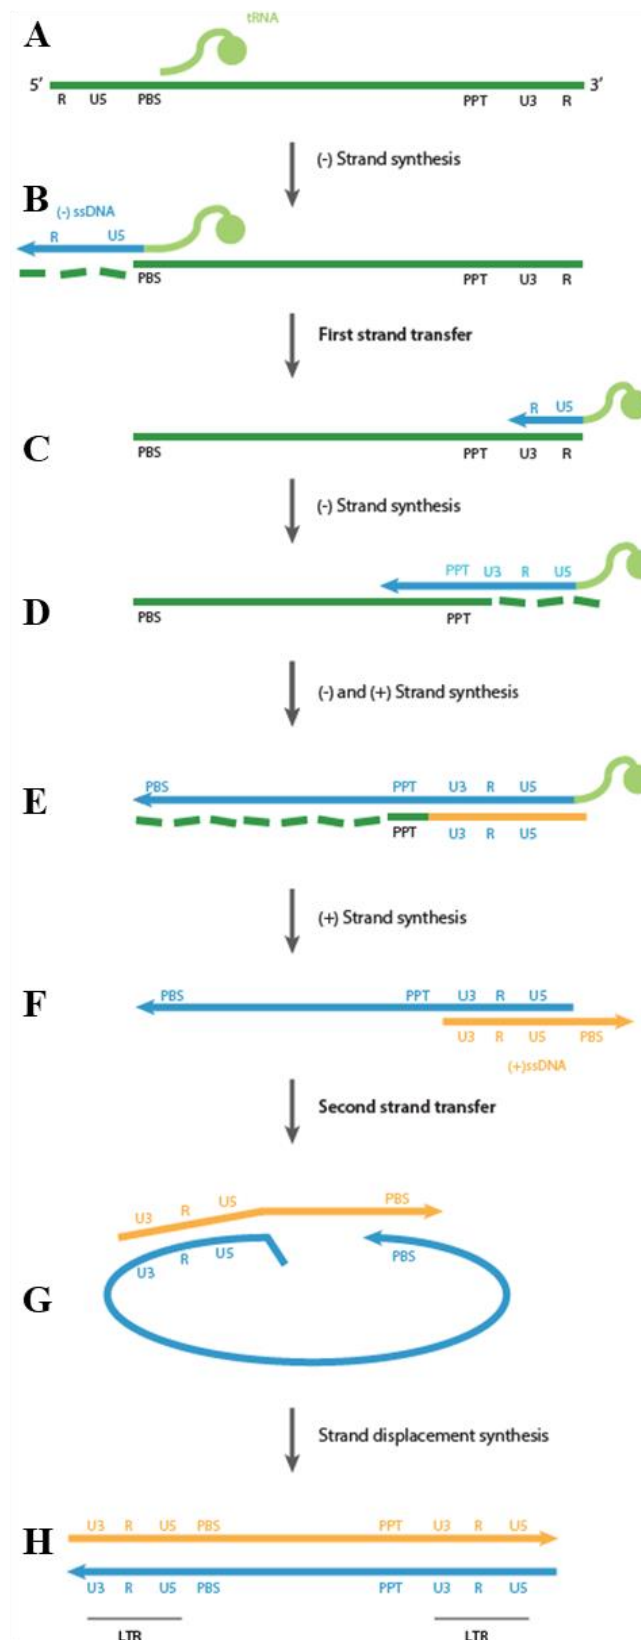 A
tRNA
5′ 3′
R U5 PBS PPT U3 R
(-) Strand synthesis
B
(-) ssDNA
R U5
PBS PPT U3 R
First strand transfer
R U5
C
PBS PPT U3 R
(-) Strand synthesis
PPT U3 R U5
D
PBS PPT
(-) and (+) Strand synthesis
E
PBS PPT U3 R U5
PPT U3 R U5
(+) Strand synthesis
F
PBS PPT U3 R U5
U3 R U5 PBS
(+)ssDNA
Second strand transfer
U3 R U5 PBS
U3 R U5 PBS
G
Strand displacement synthesis
H
U3 R U5 PBS PPT U3 R U5
U3 R U5 PBS PPT U3 R U5
LTR LTR